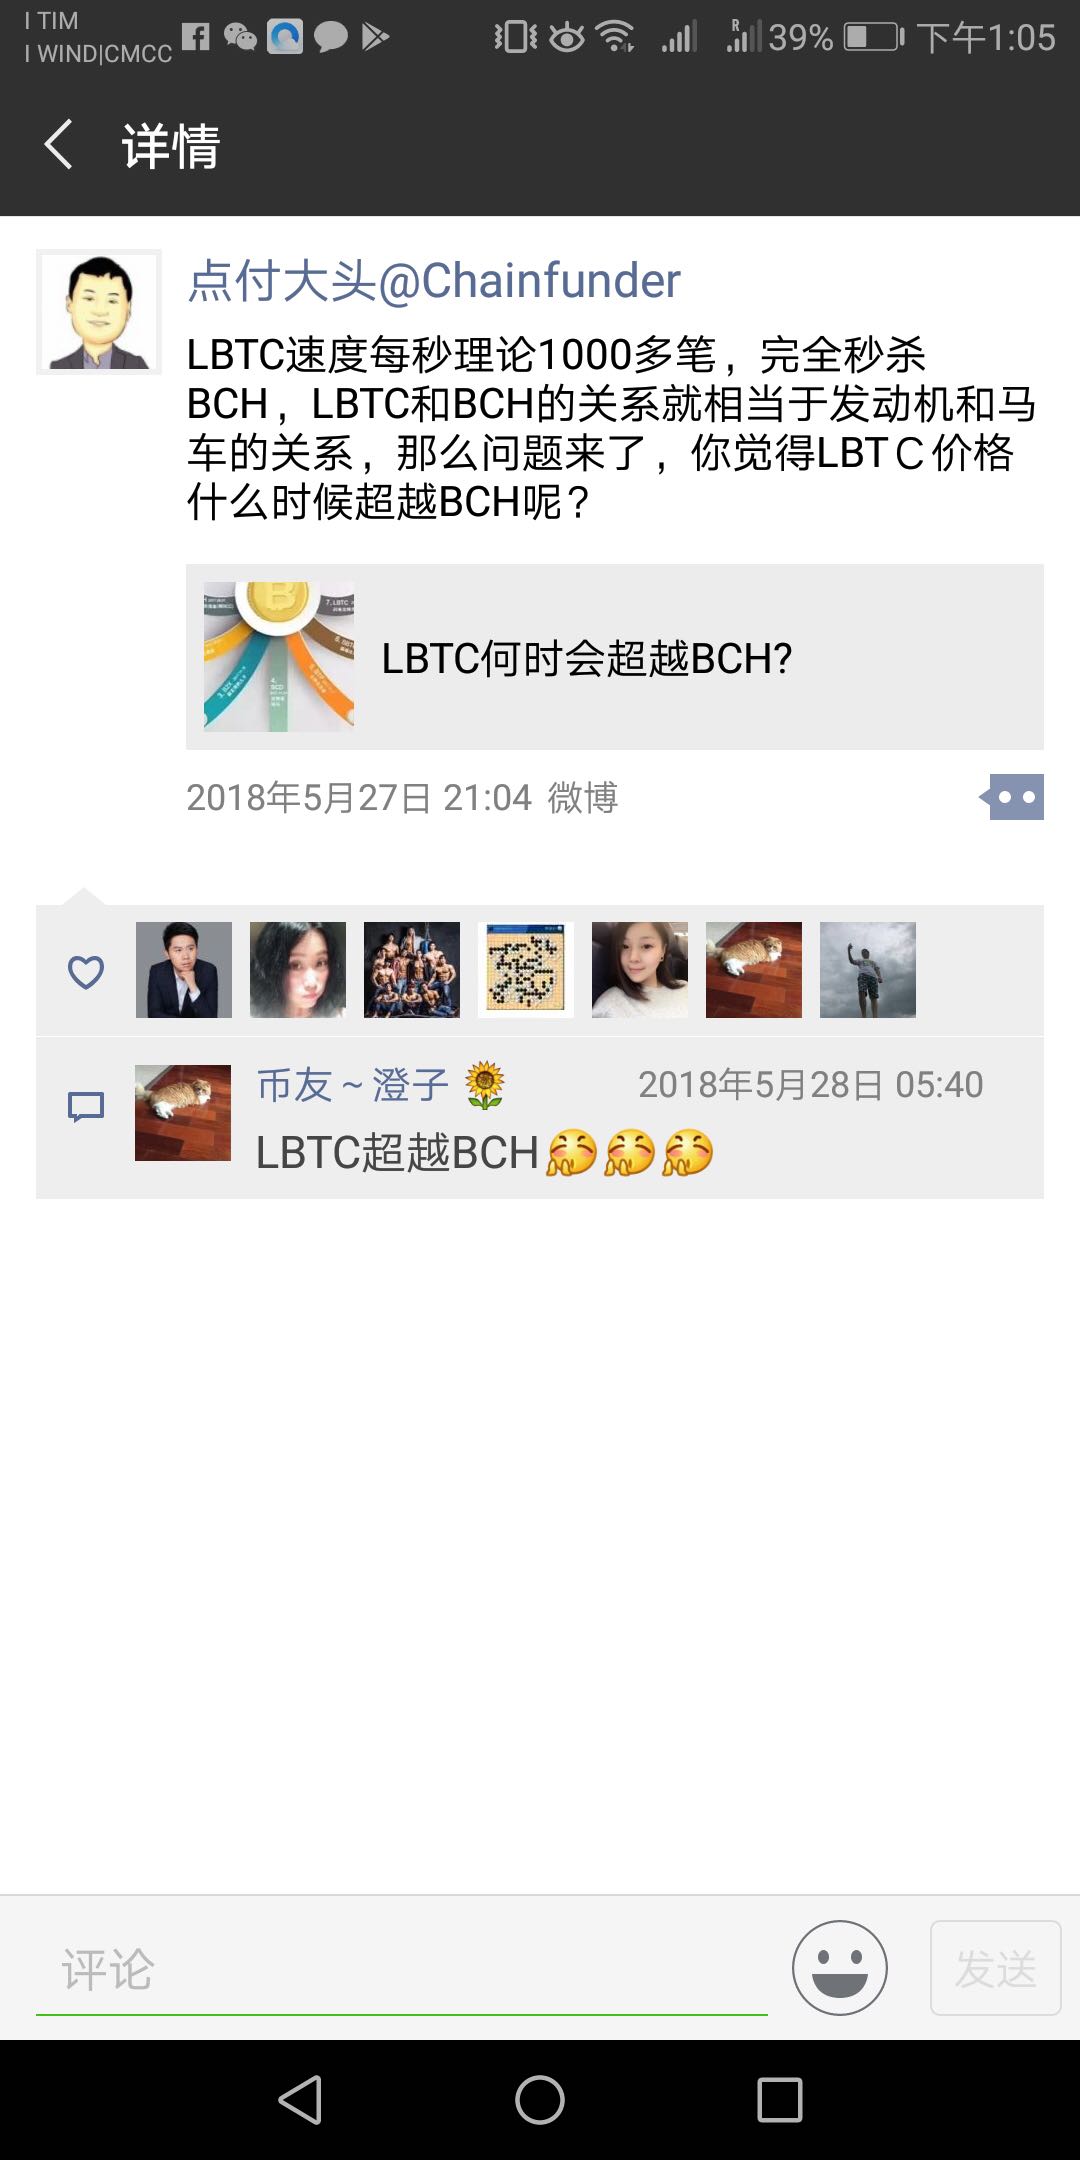 I TIM
I WIND|CMCC
39%
下午1:05
详情
点付大头@Chainfunder
LBTC速度每秒理论1000多笔，完全秒杀
BCH，LBTC和BCH的关系就相当于发动机和马
车的关系，那么问题来了，你觉得LBTＣ价格
什么时候超越BCH呢？
LBTC何时会超越BCH?
2018年5月27日 21:04 微博
币友～澄子🌻 2018年5月28日 05:40
LBTC超越BCH
评论
发送